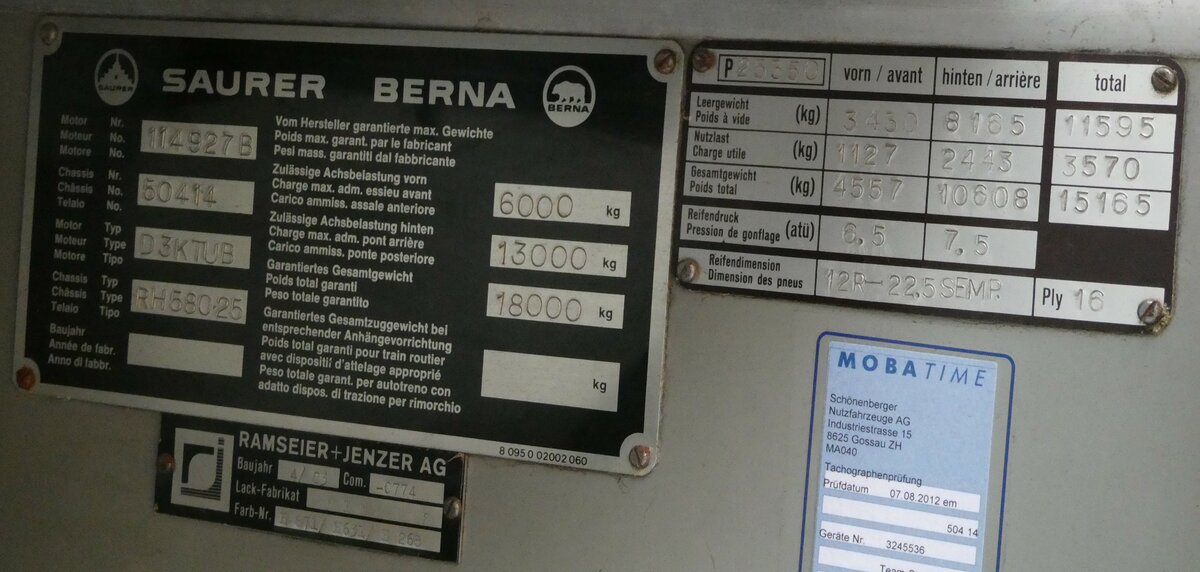 SAURER
SAURER BERNA
BERNA
Motor Nr.
Moteur No.
Motore No.
114927B
Chassis Nr.
Châssis No.
Telaio No.
50414
Motor Typ
Moteur Type
Motore Tipo
D3KTUB
Chassis Typ
Châssis Type
Telaio Tipo
RH580·25
Baujahr
Année de fabr.
Anno di fabbr.
Vom Hersteller garantierte max. Gewichte
Poids max. garant. par le fabricant
Pesi mass. garantiti dal fabbricante
Zulässige Achsbelastung vorn
Charge max. adm. essieu avant
Carico ammiss. assale anteriore
6000 kg
Zulässige Achsbelastung hinten
Charge max. adm. pont arrière
Carico ammiss. ponte posteriore
13000 kg
Garantiertes Gesamtgewicht
Poids total garanti
Peso totale garantito
18000 kg
Garantiertes Gesamtzuggewicht bei
entsprechender Anhängevorrichtung
Poids total garanti pour train routier
avec dispositif d'attelage approprié
Peso totale garant. per autotreno con
adatto dispos. di trazione per rimorchio
kg
8 095 0 02002 060
RAMSEIER+JENZER AG
Baujahr 4/83 Com. -C774
Lack-Fabrikat
Farb-Nr.
P 25350 vorn / avant hinten / arrière total
Leergewicht
Poids à vide
(kg) 3430 8165 11595
Nutzlast
Charge utile
(kg) 1127 2443 3570
Gesamtgewicht
Poids total
(kg) 4557 10608 15165
Reifendruck
Pression de gonflage
(atü) 6,5 7,5
Reifendimension
Dimension des pneus
12R-22,5 SEMP. Ply 16
MOBATIME
Schönenberger
Nutzfahrzeuge AG
Industriestrasse 15
8625 Gossau ZH
MA040
Tachographenprüfung
Prüfdatum 07.08.2012 em
504 14
Geräte Nr. 3245536